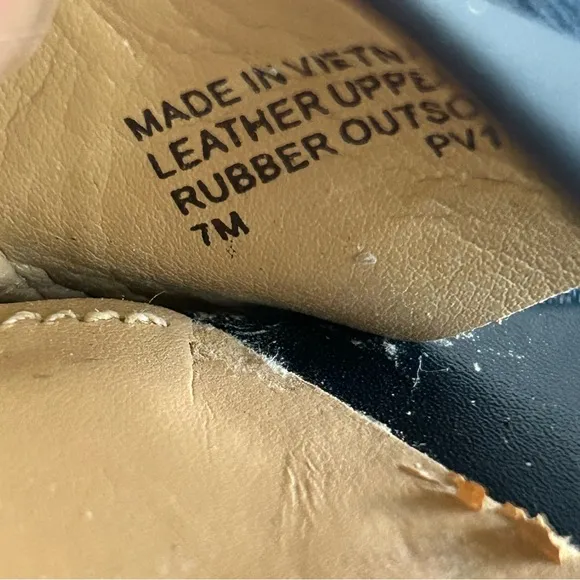 MADE IN VIETN
LEATHER UPPE
RUBBER OUTSO
PV1
7M